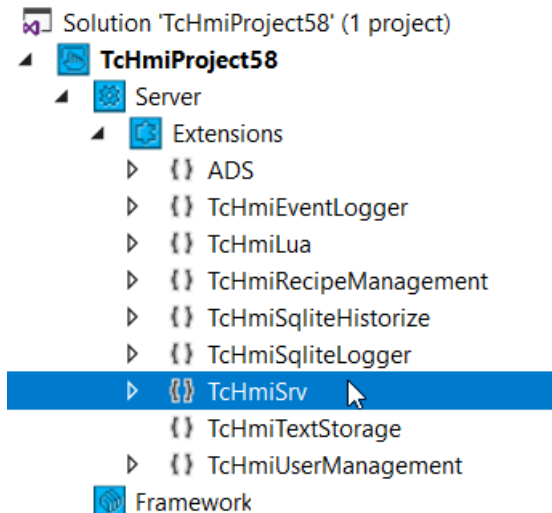 Solution 'TcHmiProject58' (1 project)
TcHmiProject58
Server
Extensions
ADS
TcHmiEventLogger
TcHmiLua
TcHmiRecipeManagement
TcHmiSqliteHistorize
TcHmiSqliteLogger
TcHmiSrv
TcHmiTextStorage
TcHmiUserManagement
Framework